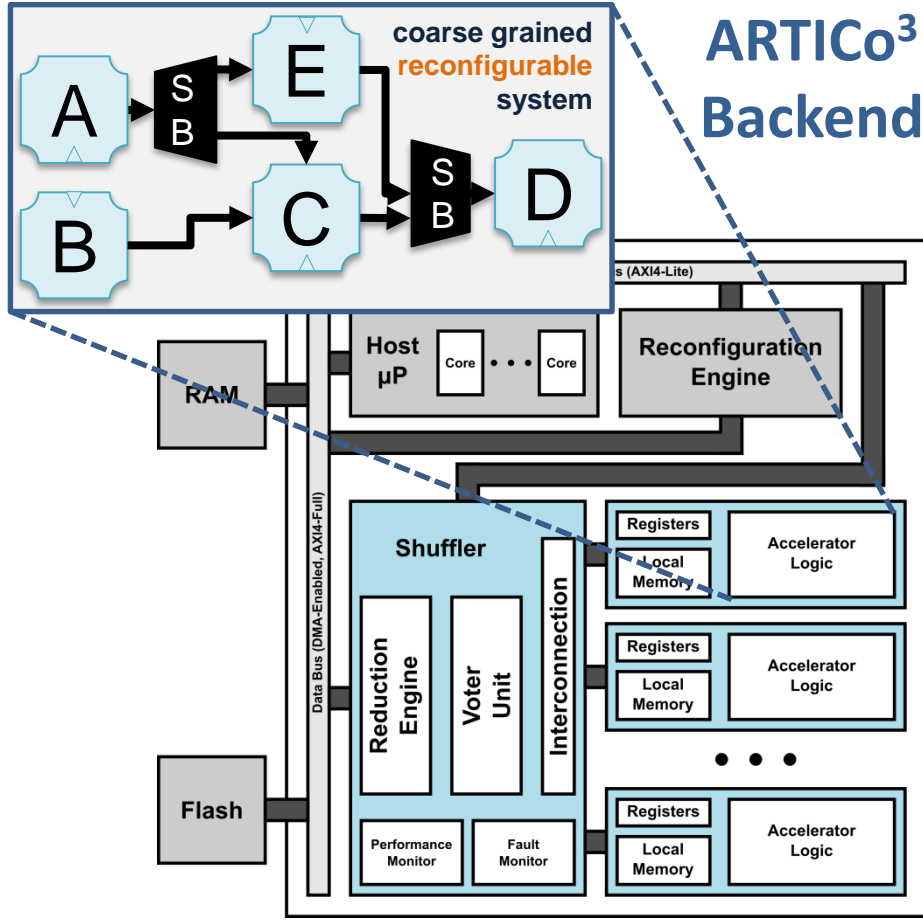 ARTICo³
Backend
coarse grained
reconfigurable
system
A
S
B
E
B
C
S
B
D
s (AXI4-Lite)
Data Bus (DMA-Enabled, AXI4-Full)
Host
µP
Core
Core
Reconfiguration
Engine
RAM
Flash
Shuffler
Reduction
Engine
Voter
Unit
Interconnection
Performance
Monitor
Fault
Monitor
Registers
Local
Memory
Accelerator
Logic
Registers
Local
Memory
Accelerator
Logic
Registers
Local
Memory
Accelerator
Logic